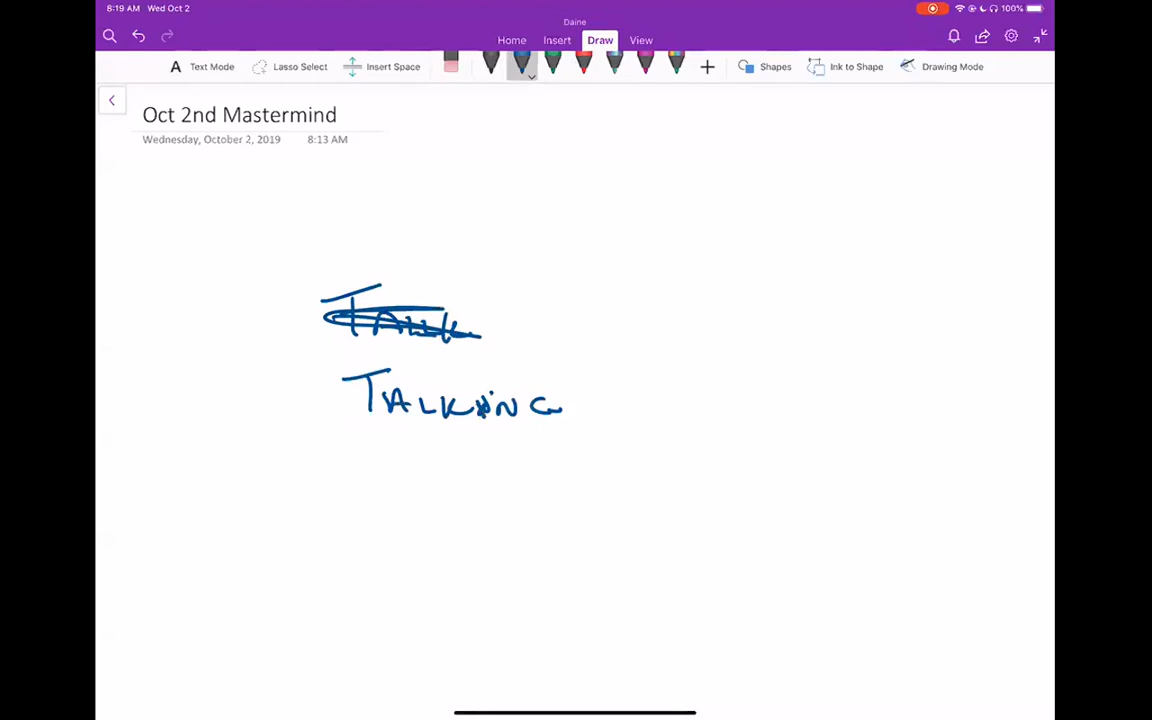 8:19 AM Wed Oct 2 100%
Daine
Home Insert Draw View
A Text Mode Lasso Select Insert Space Shapes Ink to Shape Drawing Mode
Oct 2nd Mastermind
Wednesday, October 2, 2019 8:13 AM
TALKING